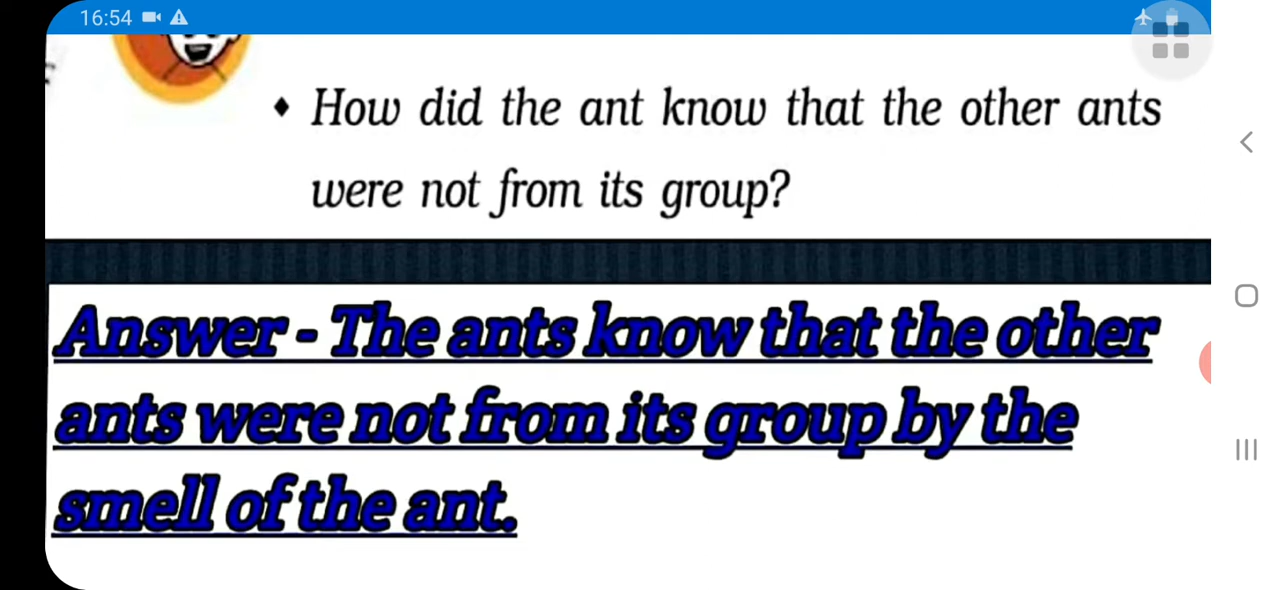 16:54
♦ How did the ant know that the other ants
were not from its group?
Answer - The ants know that the other
ants were not from its group by the
smell of the ant.